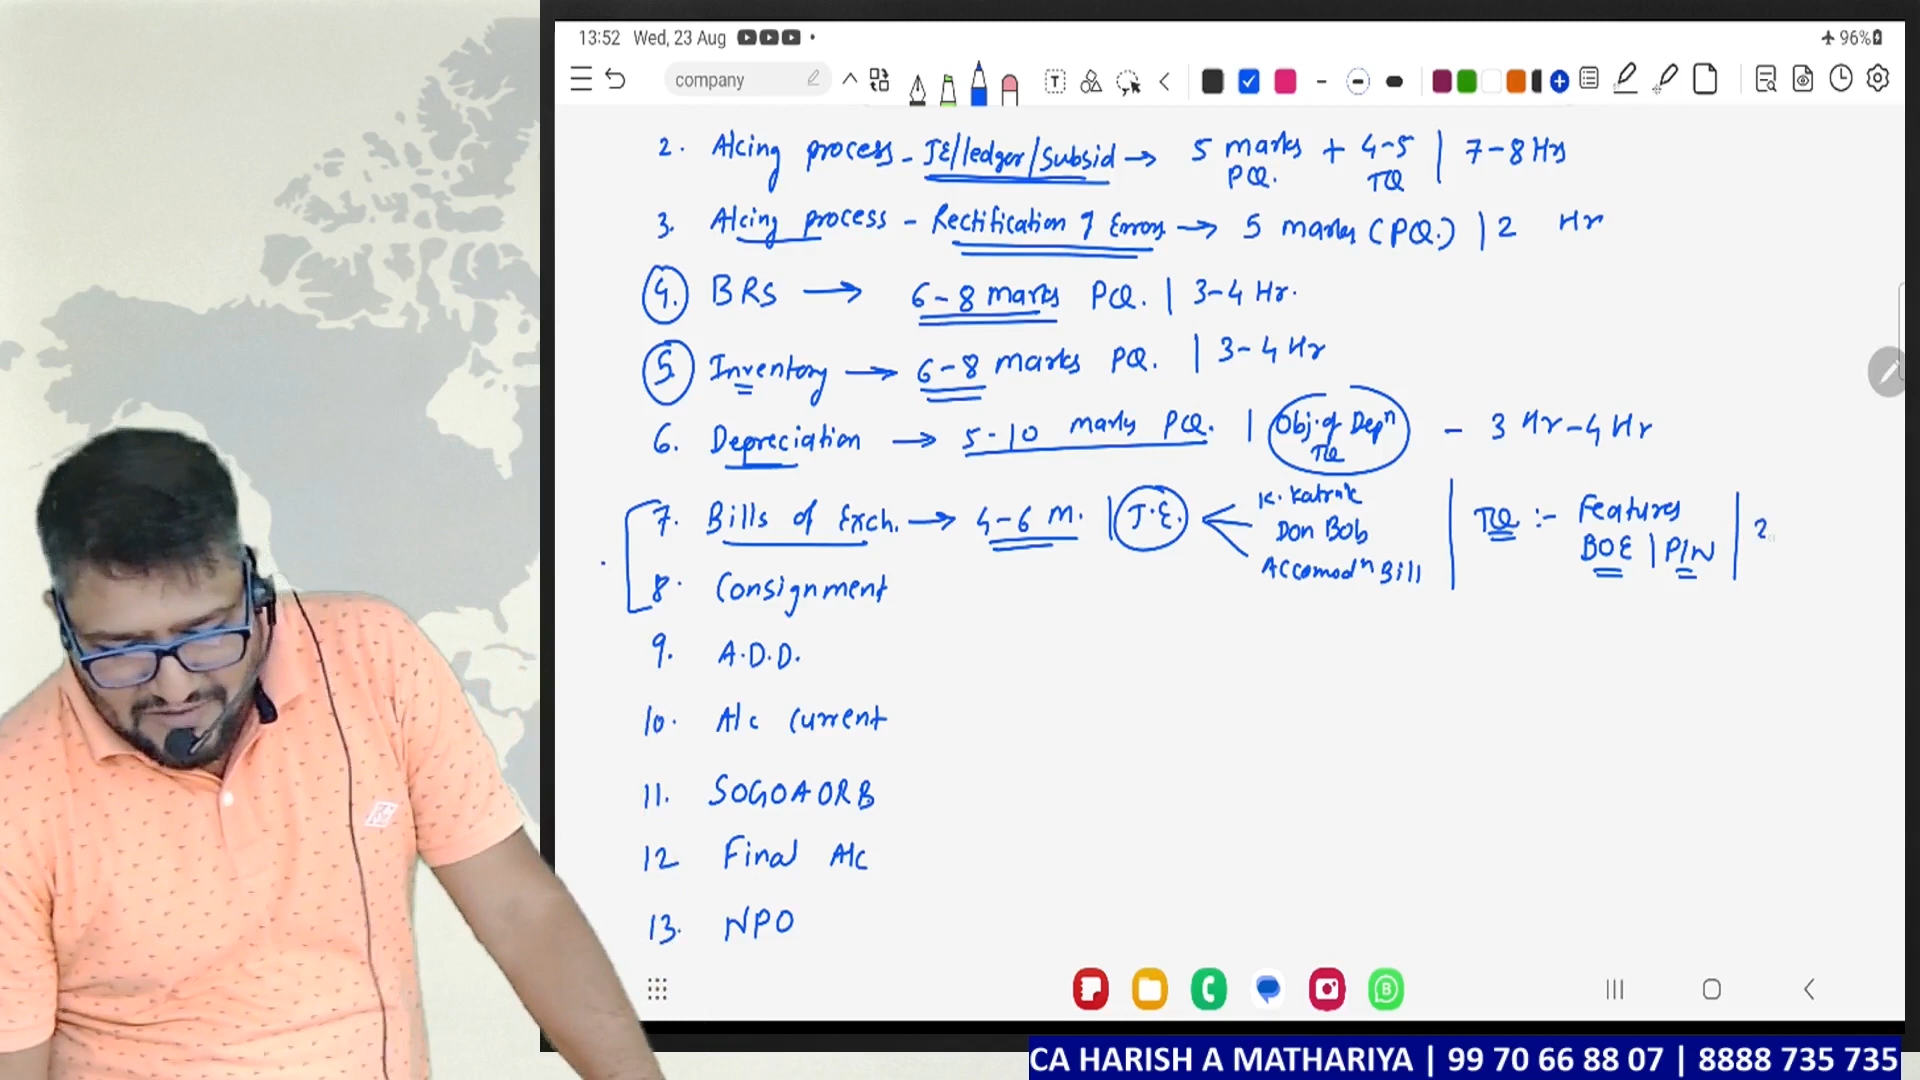 13:52 Wed, 23 Aug
96%
company
2. A/cing process - JE/ledger/Subsid → 5 marks + 4-5 | 7-8 Hrs
PQ. TQ
3. A/cing process - Rectification of Errors → 5 marks (PQ.) | 2 Hr
4. BRS → 6-8 marks PQ. | 3-4 Hr.
5 Inventory → 6-8 marks PQ. | 3-4 Hr
6. Depreciation → 5-10 marks PQ. | Obj. of Depn - 3 Hr-4 Hr
TQ
7. Bills of Exch. → 4-6 M. | J.E.
K. Katrak
Don Bob
Accomodn Bill
TQ :- Features
BOE | P/N | 2
8. Consignment
9. A.D.D.
10. A/c Current
11. SOGOAORB
12 Final A/c
13. NPO
CA HARISH A MATHARIYA | 99 70 66 88 07 | 8888 735 735